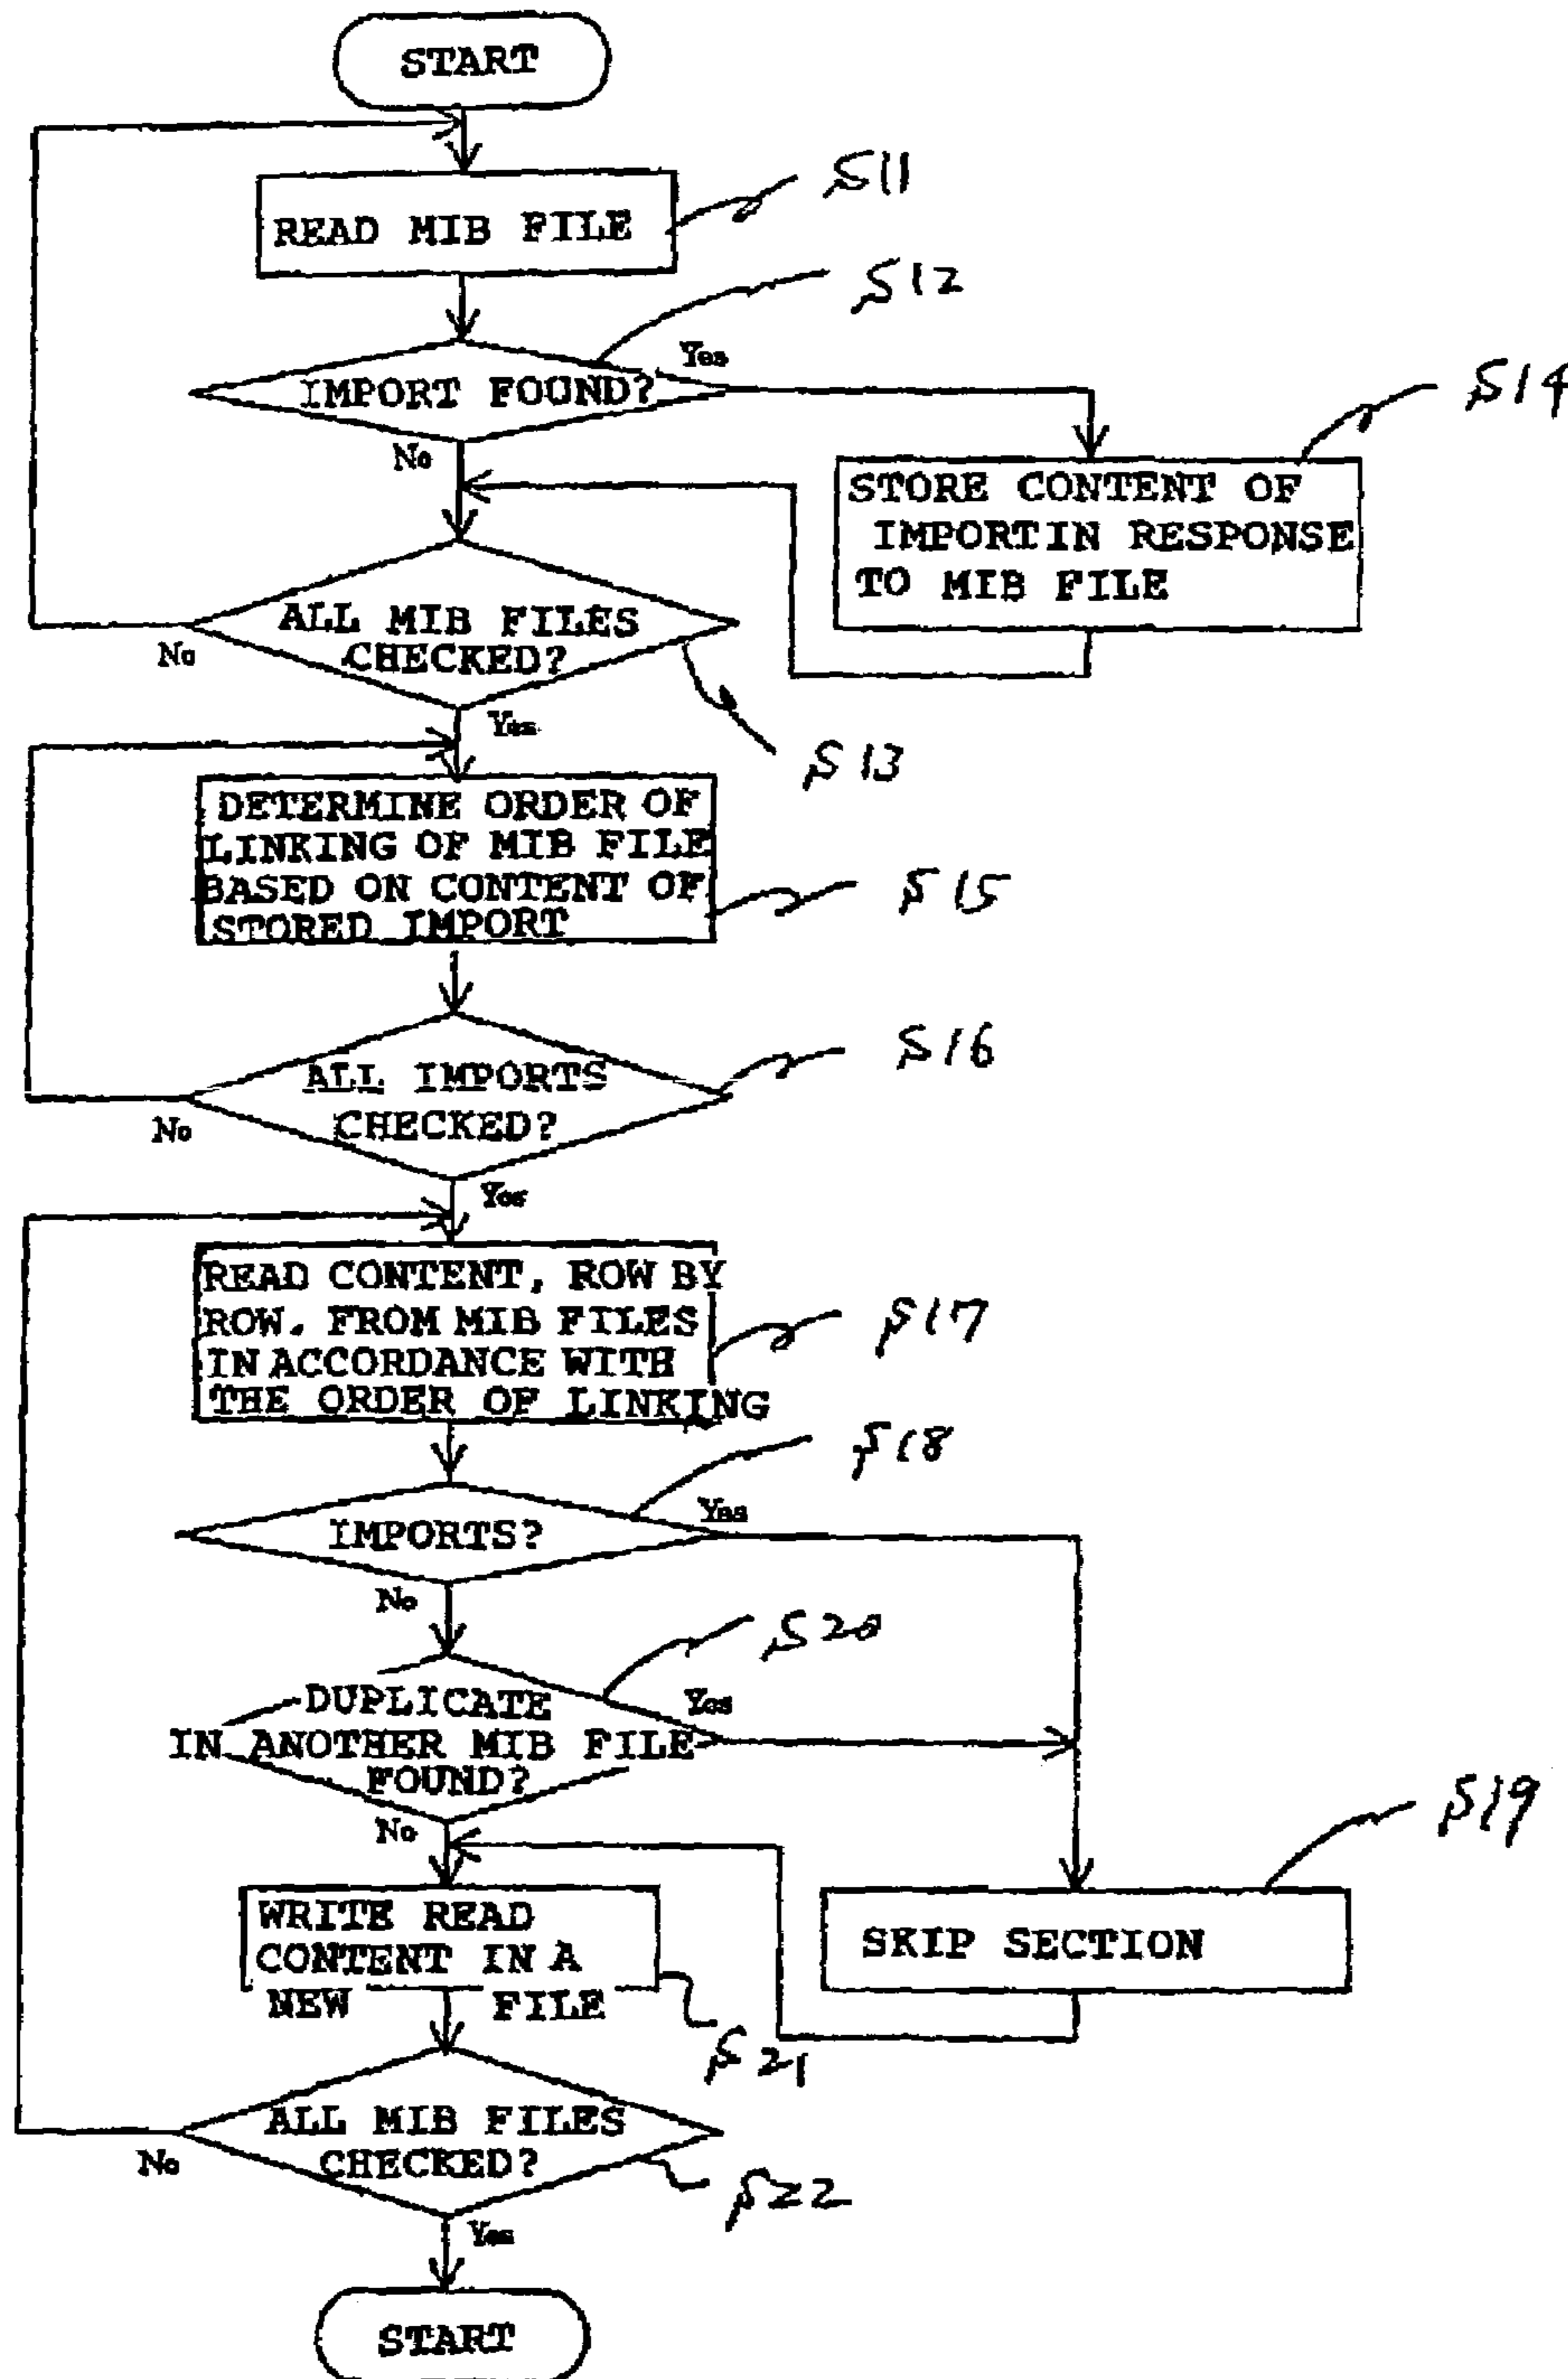 START
READ MIB FILE
S11
IMPORT FOUND?
S12
Yes
No
STORE CONTENT OF
IMPORTIN RESPONSE
TO MIB FILE
S14
ALL MIB FILES
CHECKED?
No
Yes
S13
DETERMINE ORDER OF
LINKING OF MIB FILE
BASED ON CONTENT OF
STORED IMPORT
S15
ALL IMPORTS
CHECKED?
S16
No
Yes
READ CONTENT, ROW BY
ROW. FROM MIB FILES
IN ACCORDANCE WITH
THE ORDER OF LINKING
S17
IMPORTS?
S18
Yes
No
DUPLICATE
IN ANOTHER MIB FILE
FOUND?
S20
Yes
No
SKIP SECTION
S19
WRITE READ
CONTENT IN A
NEW FILE
S21
ALL MIB FILES
CHECKED?
No
S22
Yes
START